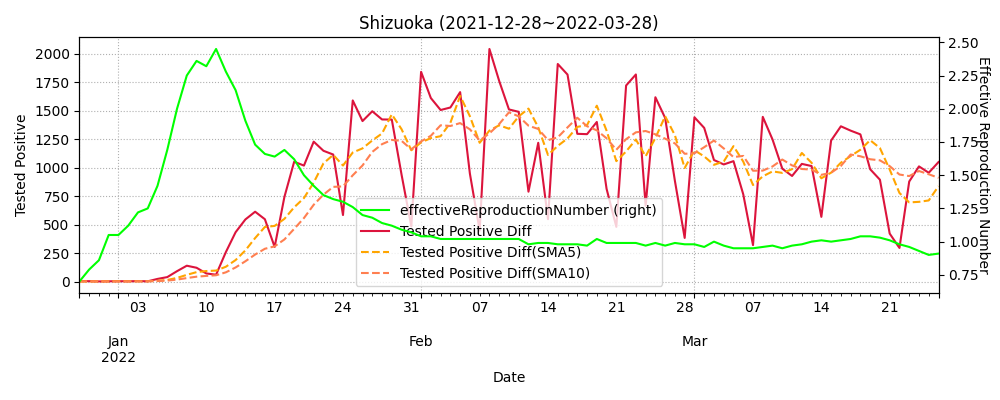 Shizuoka (2021-12-28~2022-03-28)
Tested Positive
2000
1750
1500
1250
1000
750
500
250
0
2.50
2.25
2.00
1.75
1.50
1.25
1.00
0.75
Effective Reproduction Number
effectiveReproductionNumber (right)
Tested Positive Diff
Tested Positive Diff(SMA5)
Tested Positive Diff(SMA10)
03 10 17 24 31 07 14 21 28 07 14 21
Jan Feb Mar
2022
Date